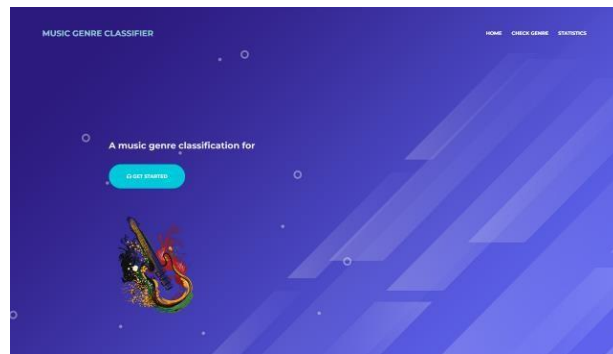 MUSIC GENRE CLASSIFIER
HOME CHECK GENRE STATISTICS
A music genre classification for
GET STARTED